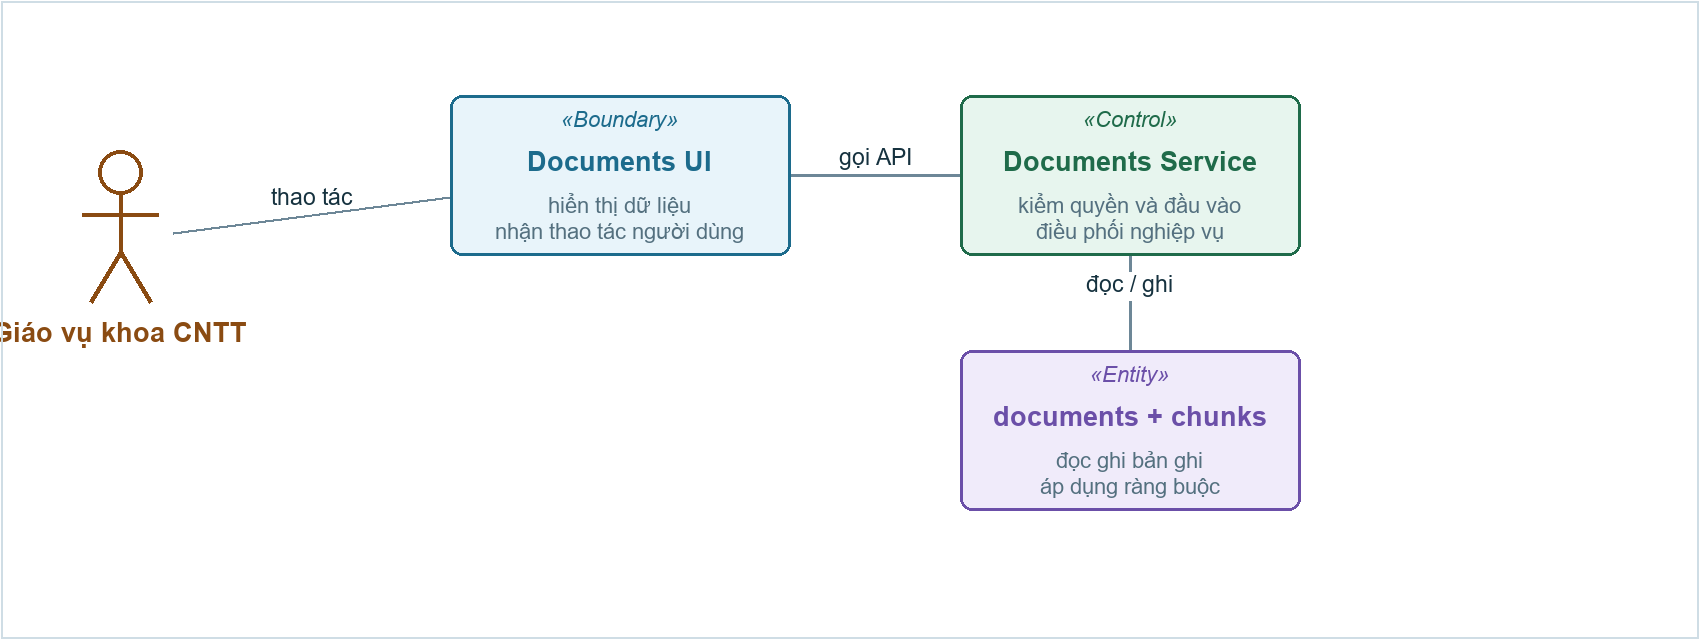 «Boundary»
Documents UI
hiển thị dữ liệu
nhận thao tác người dùng
gọi API
«Control»
Documents Service
kiểm quyền và đầu vào
điều phối nghiệp vụ
thao tác
Giáo vụ khoa CNTT
đọc / ghi
«Entity»
documents + chunks
đọc ghi bản ghi
áp dụng ràng buộc